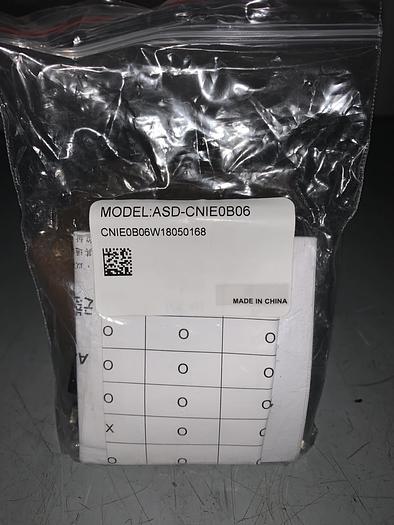 MODEL:ASD-CNIE0B06
CNIE0B06W18050168
MADE IN CHINA
O O O
O O O
O O O
X O
O O